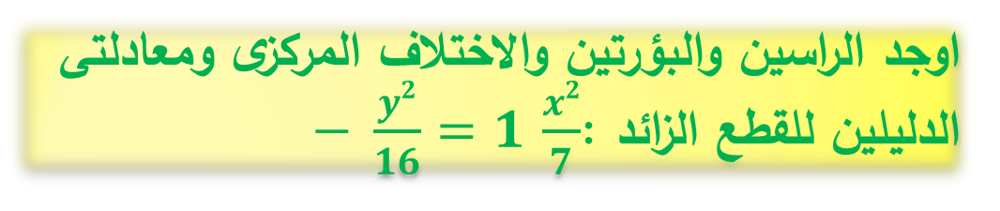 اوجد الراسين والبؤرتين والاختلاف المركزى ومعادلتى
الدليلين للقطع الزائد :x²/7 − y²/16 = 1